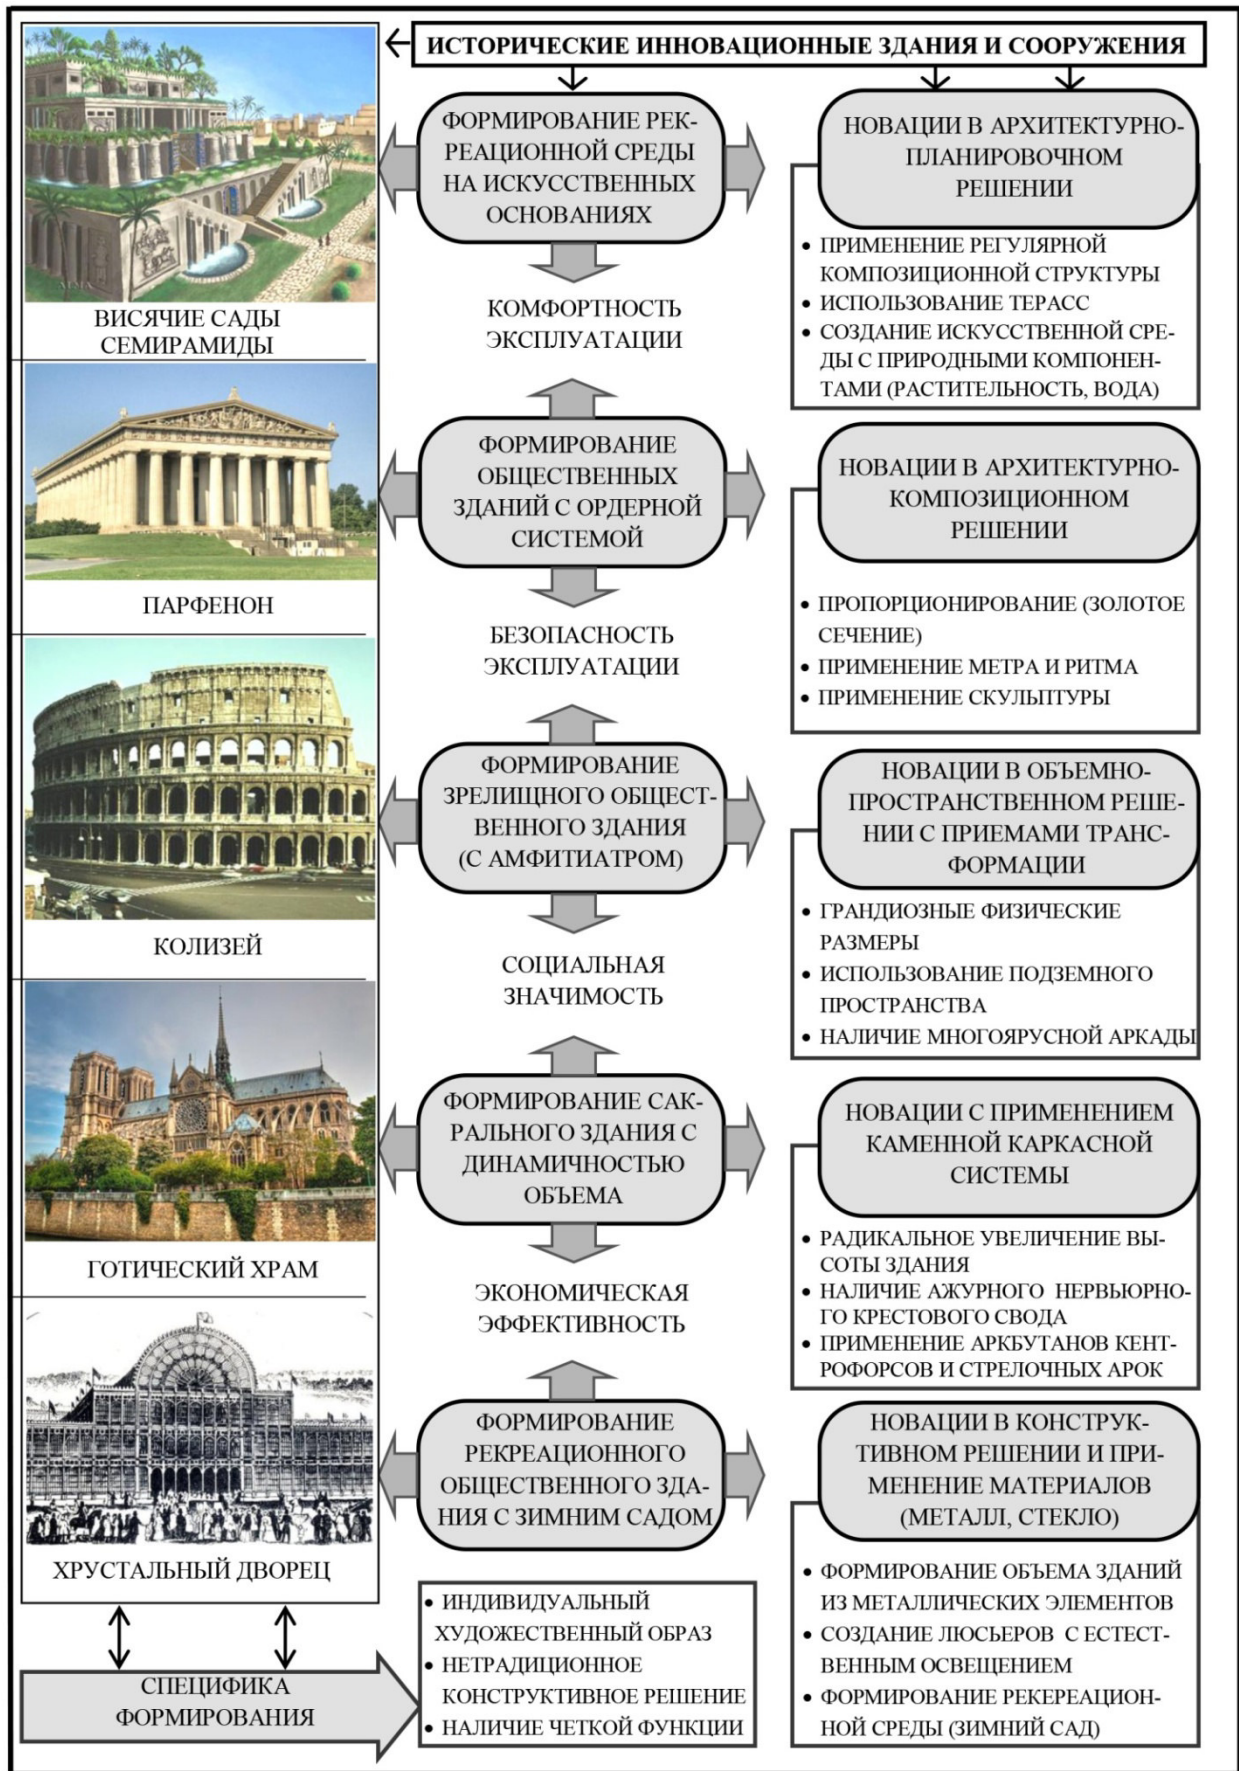 ИСТОРИЧЕСКИЕ ИННОВАЦИОННЫЕ ЗДАНИЯ И СООРУЖЕНИЯ
ВИСЯЧИЕ САДЫ
СЕМИРАМИДЫ
ФОРМИРОВАНИЕ РЕК-
РЕАЦИОННОЙ СРЕДЫ
НА ИСКУССТВЕННЫХ
ОСНОВАНИЯХ
НОВАЦИИ В АРХИТЕКТУРНО-
ПЛАНИРОВОЧНОМ
РЕШЕНИИ
• ПРИМЕНЕНИЕ РЕГУЛЯРНОЙ
КОМПОЗИЦИОННОЙ СТРУКТУРЫ
• ИСПОЛЬЗОВАНИЕ ТЕРАСС
• СОЗДАНИЕ ИСКУССТВЕННОЙ СРЕ-
ДЫ С ПРИРОДНЫМИ КОМПОНЕН-
ТАМИ (РАСТИТЕЛЬНОСТЬ, ВОДА)
КОМФОРТНОСТЬ
ЭКСПЛУАТАЦИИ
ПАРФЕНОН
ФОРМИРОВАНИЕ
ОБЩЕСТВЕННЫХ
ЗДАНИЙ С ОРДЕРНОЙ
СИСТЕМОЙ
НОВАЦИИ В АРХИТЕКТУРНО-
КОМПОЗИЦИОННОМ
РЕШЕНИИ
• ПРОПОРЦИОНИРОВАНИЕ (ЗОЛОТОЕ
СЕЧЕНИЕ)
• ПРИМЕНЕНИЕ МЕТРА И РИТМА
• ПРИМЕНЕНИЕ СКУЛЬПТУРЫ
БЕЗОПАСНОСТЬ
ЭКСПЛУАТАЦИИ
КОЛИЗЕЙ
ФОРМИРОВАНИЕ
ЗРЕЛИЩНОГО ОБЩЕСТ-
ВЕННОГО ЗДАНИЯ
(С АМФИТИАТРОМ)
НОВАЦИИ В ОБЪЕМНО-
ПРОСТРАНСТВЕННОМ РЕШЕ-
НИИ С ПРИЕМАМИ ТРАНС-
ФОРМАЦИИ
• ГРАНДИОЗНЫЕ ФИЗИЧЕСКИЕ
РАЗМЕРЫ
• ИСПОЛЬЗОВАНИЕ ПОДЗЕМНОГО
ПРОСТРАНСТВА
• НАЛИЧИЕ МНОГОЯРУСНОЙ АРКАДЫ
СОЦИАЛЬНАЯ
ЗНАЧИМОСТЬ
ГОТИЧЕСКИЙ ХРАМ
ФОРМИРОВАНИЕ САК-
РАЛЬНОГО ЗДАНИЯ С
ДИНАМИЧНОСТЬЮ
ОБЪЕМА
НОВАЦИИ С ПРИМЕНЕНИЕМ
КАМЕННОЙ КАРКАСНОЙ
СИСТЕМЫ
• РАДИКАЛЬНОЕ УВЕЛИЧЕНИЕ ВЫ-
СОТЫ ЗДАНИЯ
• НАЛИЧИЕ АЖУРНОГО НЕРВЬЮРНО-
ГО КРЕСТОВОГО СВОДА
• ПРИМЕНЕНИЕ АРКБУТАНОВ КЕНТ-
РОФОРСОВ И СТРЕЛОЧНЫХ АРОК
ЭКОНОМИЧЕСКАЯ
ЭФФЕКТИВНОСТЬ
ХРУСТАЛЬНЫЙ ДВОРЕЦ
ФОРМИРОВАНИЕ
РЕКРЕАЦИОННОГО
ОБЩЕСТВЕННОГО ЗДА-
НИЯ С ЗИМНИМ САДОМ
НОВАЦИИ В КОНСТРУК-
ТИВНОМ РЕШЕНИИ И ПРИ-
МЕНЕНИЕ МАТЕРИАЛОВ
(МЕТАЛЛ, СТЕКЛО)
• ФОРМИРОВАНИЕ ОБЪЕМА ЗДАНИЙ
ИЗ МЕТАЛЛИЧЕСКИХ ЭЛЕМЕНТОВ
• СОЗДАНИЕ ЛЮСЬЕРОВ С ЕСТЕСТ-
ВЕННЫМ ОСВЕЩЕНИЕМ
• ФОРМИРОВАНИЕ РЕКЕРЕАЦИОН-
НОЙ СРЕДЫ (ЗИМНИЙ САД)
СПЕЦИФИКА
ФОРМИРОВАНИЯ
• ИНДИВИДУАЛЬНЫЙ
ХУДОЖЕСТВЕННЫЙ ОБРАЗ
• НЕТРАДИЦИОННОЕ
КОНСТРУКТИВНОЕ РЕШЕНИЕ
• НАЛИЧИЕ ЧЕТКОЙ ФУНКЦИИ